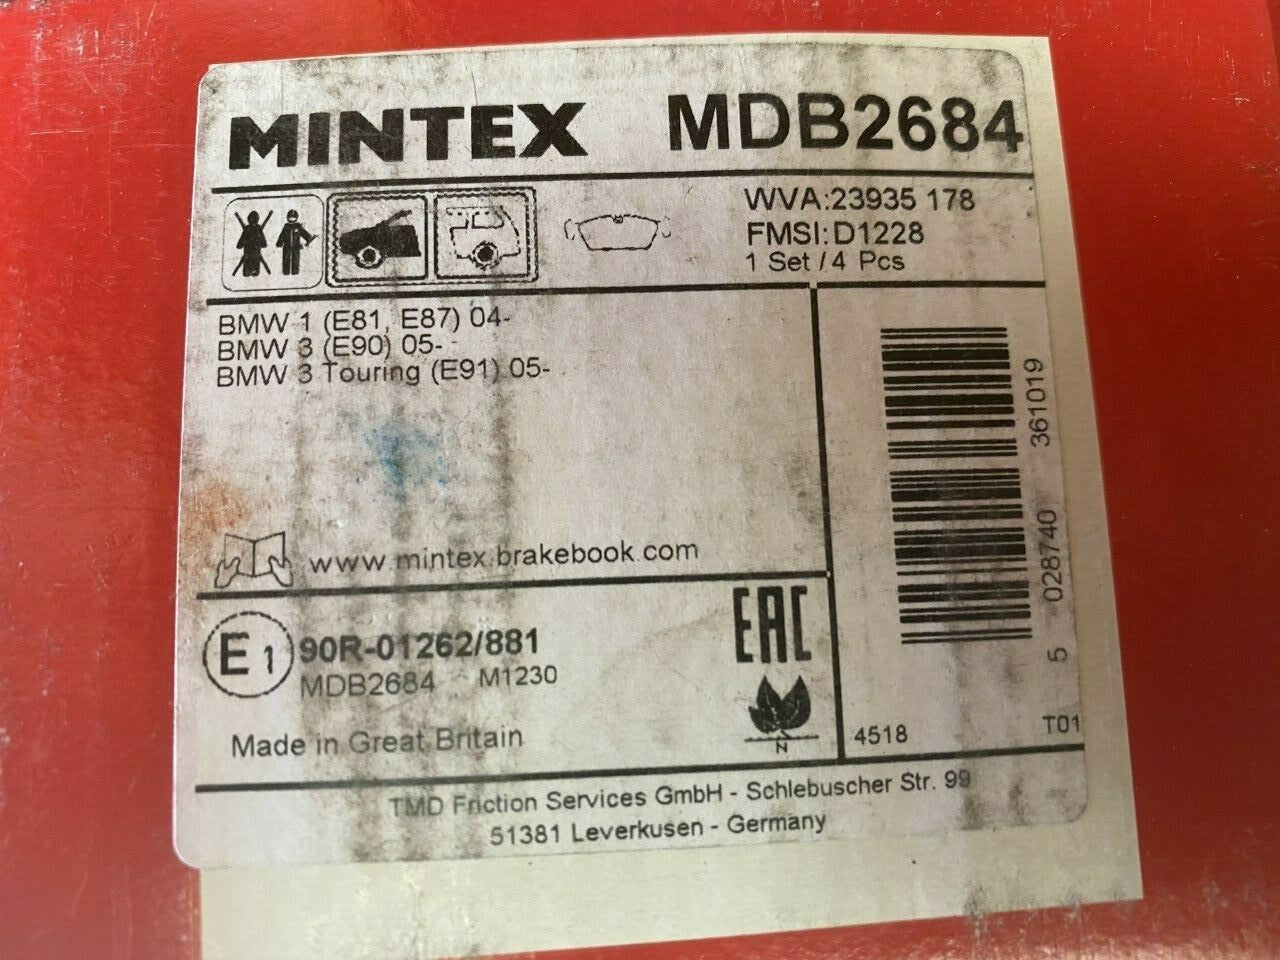 MINTEX MDB2684
WVA:23935 178
FMSI:D1228
1 Set / 4 Pcs
BMW 1 (E81, E87) 04-
BMW 3 (E90) 05-
BMW 3 Touring (E91) 05-
www.mintex.brakebook.com
E1 90R-01262/881
MDB2684 M1230
EAC
N
Made in Great Britain
5 028740 361019
4518 T01
TMD Friction Services GmbH - Schlebuscher Str. 99
51381 Leverkusen - Germany